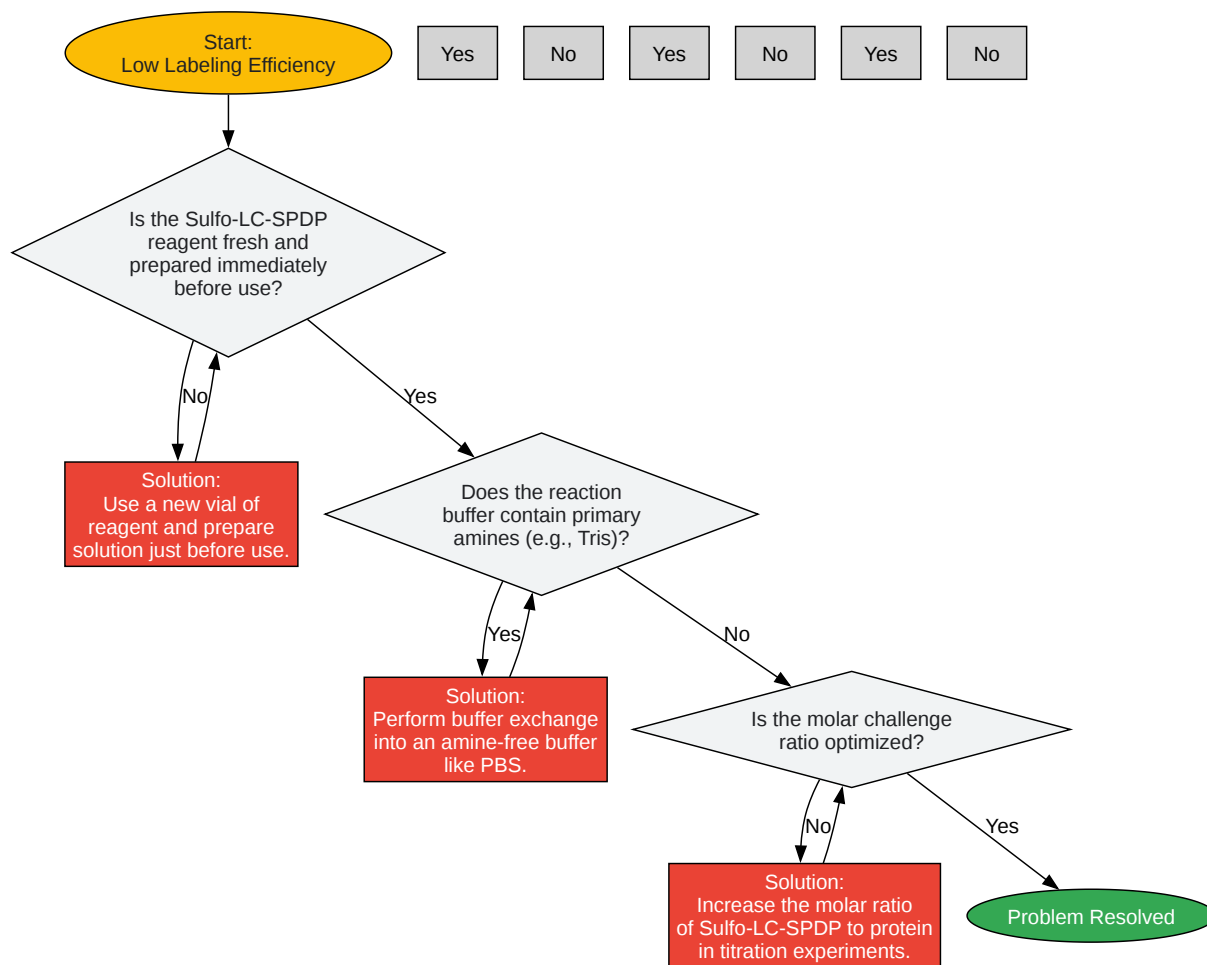 Start:
Low Labeling Efficiency
Yes
No
Yes
No
Yes
No
Is the Sulfo-LC-SPDP
reagent fresh and
prepared immediately
before use?
No
Yes
Solution:
Use a new vial of
reagent and prepare
solution just before use.
Does the reaction
buffer contain primary
amines (e.g., Tris)?
Yes
No
Solution:
Perform buffer exchange
into an amine-free buffer
like PBS.
Is the molar challenge
ratio optimized?
No
Yes
Solution:
Increase the molar ratio
of Sulfo-LC-SPDP to protein
in titration experiments.
Problem Resolved